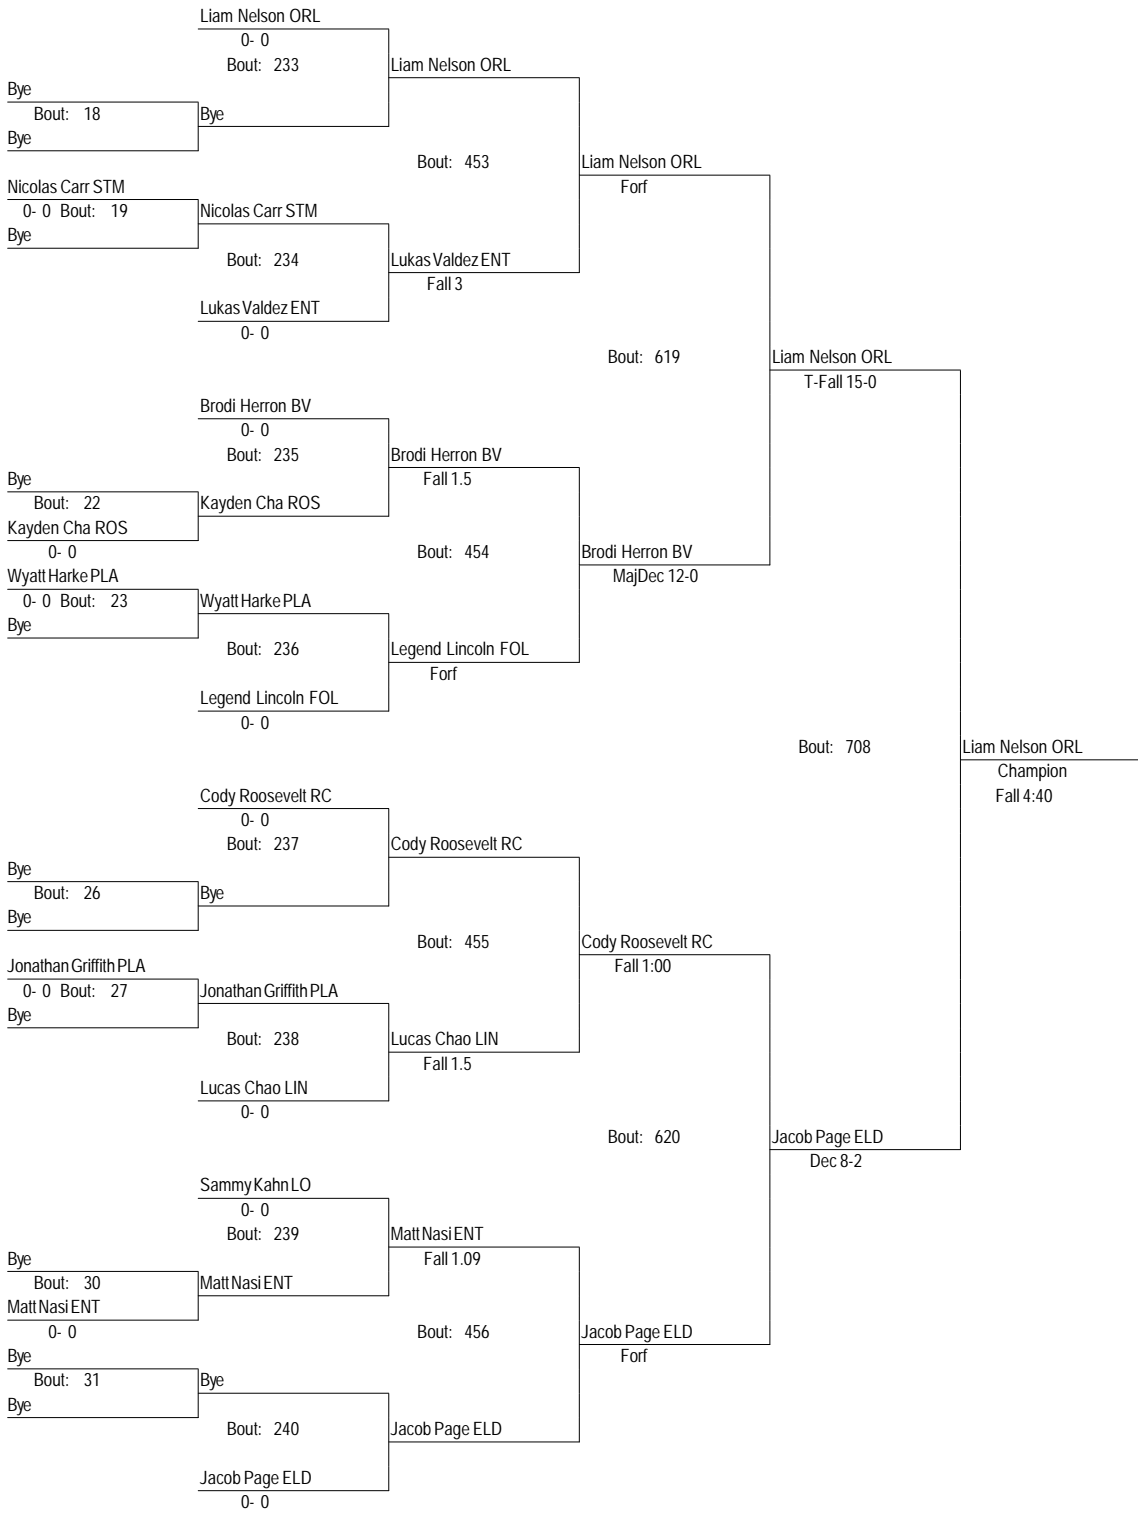 Liam Nelson ORL
0- 0
Bout: 233
Liam Nelson ORL
Bye
Bout: 18
Bye
Bye
Bout: 453
Liam Nelson ORL
Forf
Nicolas Carr STM
0- 0 Bout: 19
Nicolas Carr STM
Bye
Bout: 234
Lukas Valdez ENT
Fall 3
Lukas Valdez ENT
0- 0
Bout: 619
Liam Nelson ORL
T-Fall 15-0
Brodi Herron BV
0- 0
Bout: 235
Brodi Herron BV
Fall 1.5
Bye
Bout: 22
Kayden Cha ROS
Kayden Cha ROS
0- 0
Bout: 454
Brodi Herron BV
MajDec 12-0
Wyatt Harke PLA
0- 0 Bout: 23
Wyatt Harke PLA
Bye
Bout: 236
Legend Lincoln FOL
Forf
Legend Lincoln FOL
0- 0
Bout: 708
Liam Nelson ORL
Champion
Fall 4:40
Cody Roosevelt RC
0- 0
Bout: 237
Cody Roosevelt RC
Bye
Bout: 26
Bye
Bye
Bout: 455
Cody Roosevelt RC
Fall 1:00
Jonathan Griffith PLA
0- 0 Bout: 27
Jonathan Griffith PLA
Bye
Bout: 238
Lucas Chao LIN
Fall 1.5
Lucas Chao LIN
0- 0
Bout: 620
Jacob Page ELD
Dec 8-2
Sammy Kahn LO
0- 0
Bout: 239
Matt Nasi ENT
Fall 1.09
Bye
Bout: 30
Matt Nasi ENT
Matt Nasi ENT
0- 0
Bout: 456
Jacob Page ELD
Forf
Bye
Bout: 31
Bye
Bye
Bout: 240
Jacob Page ELD
Jacob Page ELD
0- 0